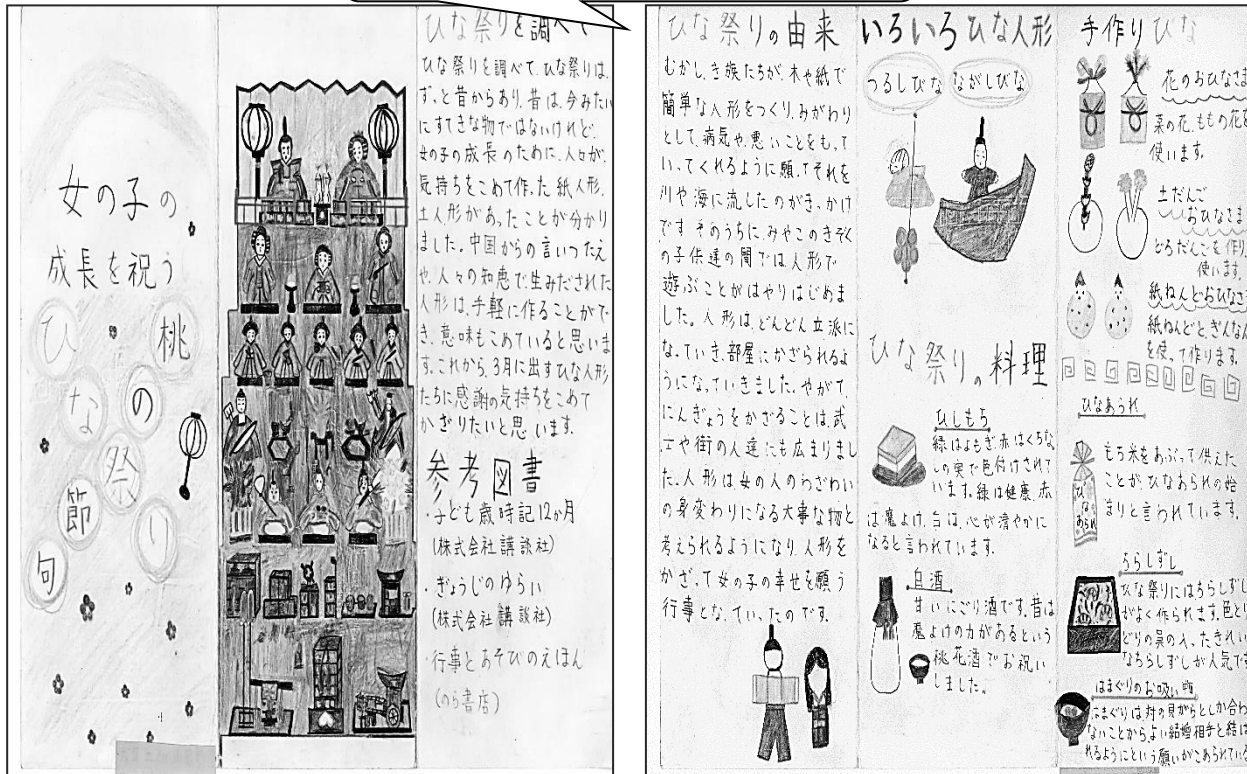 女の子の
成長を祝う
ひな祭り
桃の節句
ひな祭りを調べて
ひな祭りを調べて、ひな祭りは、
ずっと昔からあり、昔は、今みたい
にすてきな物ではないけれど、
女の子の成長のために、人々が、
気持ちをこめて作った紙人形、
土人形があったことが分かり
ました。中国からの言いつたえ
や、人々の知恵で生みだされた
人形は、手軽に作ることがで
き、意味もこめていると思いま
す。これから、3月に出すひな人形
たちに感謝の気持ちをこめて
かざりたいと思います。
参考図書
・子ども歳時記12か月
(株式会社講談社)
・ぎょうじのゆらい
(株式会社講談社)
・行事とあそびのえほん
(のら書店)
ひな祭りの由来
むかし、き族たちが、木や紙で
簡単な人形をつくり、みがわり
として、病気や、悪いことをもって
いってくれるように願ってそれを
川や海に流したのがきっかけ
です。そのうちに、みやこのきぞく
の子供達の間では人形で
遊ぶことがはやりはじめま
した。人形は、どんどん立派に
なっていき、部屋にかざられるよ
うになっていきました。やがて、
にんぎょうをかざることは、武
士や街の人達にも広まりまし
た。人形は女の人のわざわい
の身変わりになる大事な物と
考えられるようになり、人形を
かざって女の子の幸せを願う
行事となっていったのです。
いろいろひな人形
つるしびな
ながしびな
ひな祭りの料理
ひしもち
緑はよもぎ、赤はくちな
しの実で色付けされて
います。緑は健康、赤
は魔よけ、白は、心が清やかに
なると言われてます。
白酒
甘いにごり酒です。昔は
魔よけの力があるという
桃花酒でお祝い
しました。
手作りひな
花のおひなさま
菜の花、ももの花を
使います。
土だんご
おひなさま
どろだんごを作り、
使います。
紙ねんどおひなさ
紙ねんどと、ぎんなん
を使って作ります。
ひなあられ
ひなあられ
もち米をあぶって供えた
ことが、ひなあられの始
まりと言われています。
ちらしずし
ひな祭りにはちらしずし
がよく作られます。色と
どりの具の入ったきれい
なちらしずしが人気です
はまぐりのお吸い物